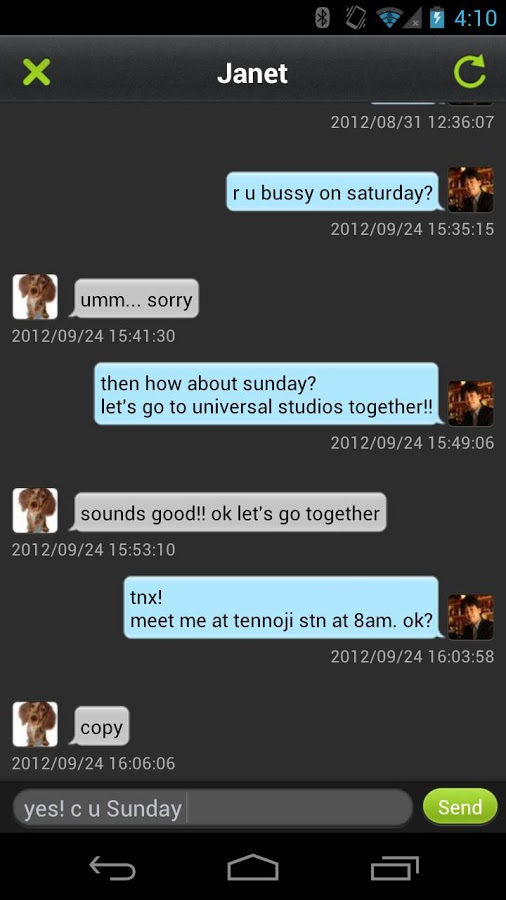 4:10
Janet
2012/08/31 12:36:07
r u bussy on saturday?
2012/09/24 15:35:15
umm... sorry
2012/09/24 15:41:30
then how about sunday?
let's go to universal studios together!!
2012/09/24 15:49:06
sounds good!! ok let's go together
2012/09/24 15:53:10
tnx!
meet me at tennoji stn at 8am. ok?
2012/09/24 16:03:58
copy
2012/09/24 16:06:06
yes! c u Sunday
Send